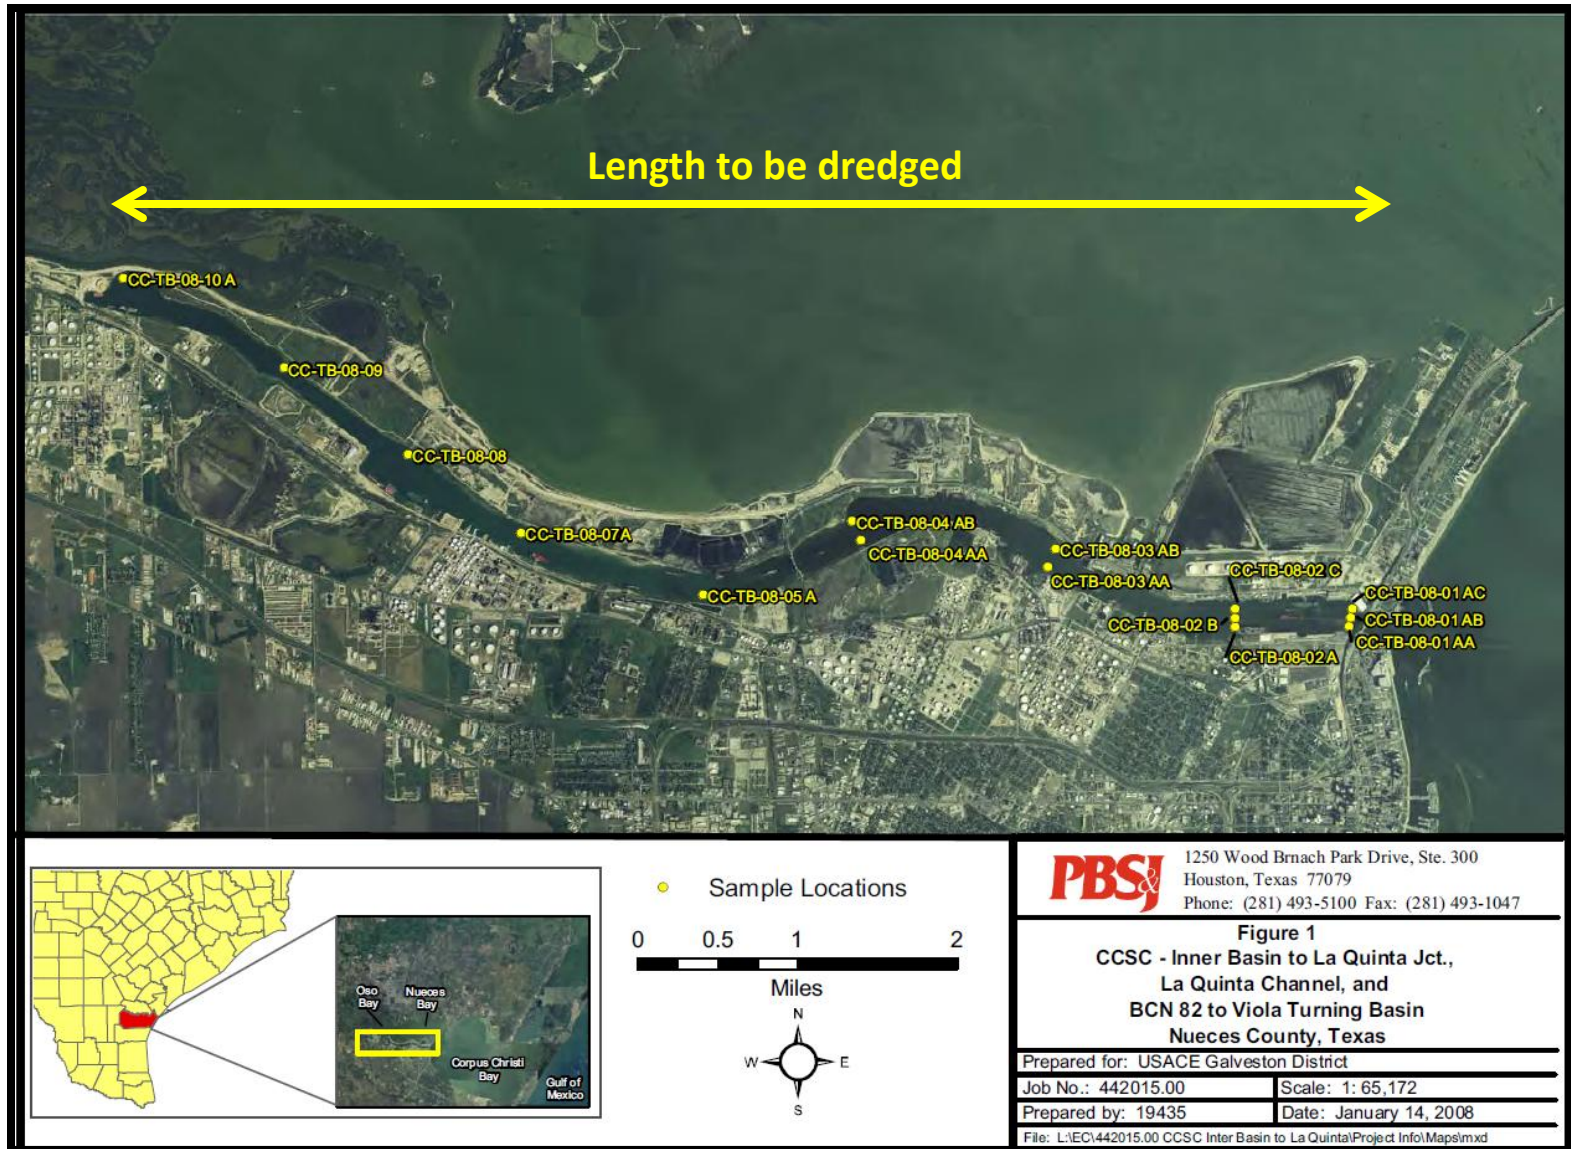 Length to be dredged
CC-TB-08-10 A
CC-TB-08-09
CC-TB-08-08
CC-TB-08-07A
CC-TB-08-05 A
CC-TB-08-04 AB
CC-TB-08-04 AA
CC-TB-08-03 AB
CC-TB-08-03 AA
CC-TB-08-02 C
CC-TB-08-02 B
CC-TB-08-02 A
CC-TB-08-01 AC
CC-TB-08-01 AB
CC-TB-08-01 AA
Oso
Bay
Nueces
Bay
Corpus Christi
Bay
Gulf of
Mexico
Sample Locations
0 0.5 1 2
Miles
N
W E
S
PBS&J
1250 Wood Brnach Park Drive, Ste. 300
Houston, Texas 77079
Phone: (281) 493-5100 Fax: (281) 493-1047
Figure 1
CCSC - Inner Basin to La Quinta Jct.,
La Quinta Channel, and
BCN 82 to Viola Turning Basin
Nueces County, Texas
Prepared for: USACE Galveston District
Job No.: 442015.00
Scale: 1: 65,172
Prepared by: 19435
Date: January 14, 2008
File: L:\EC\442015.00 CCSC Inter Basin to La Quinta\Project Info\Maps\mxd